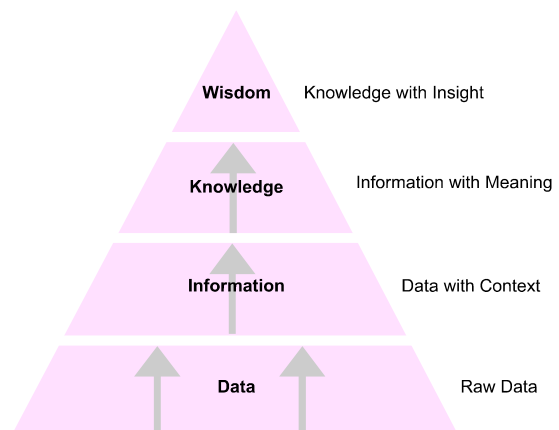 Wisdom
Knowledge with Insight
Knowledge
Information with Meaning
Information
Data with Context
Data
Raw Data